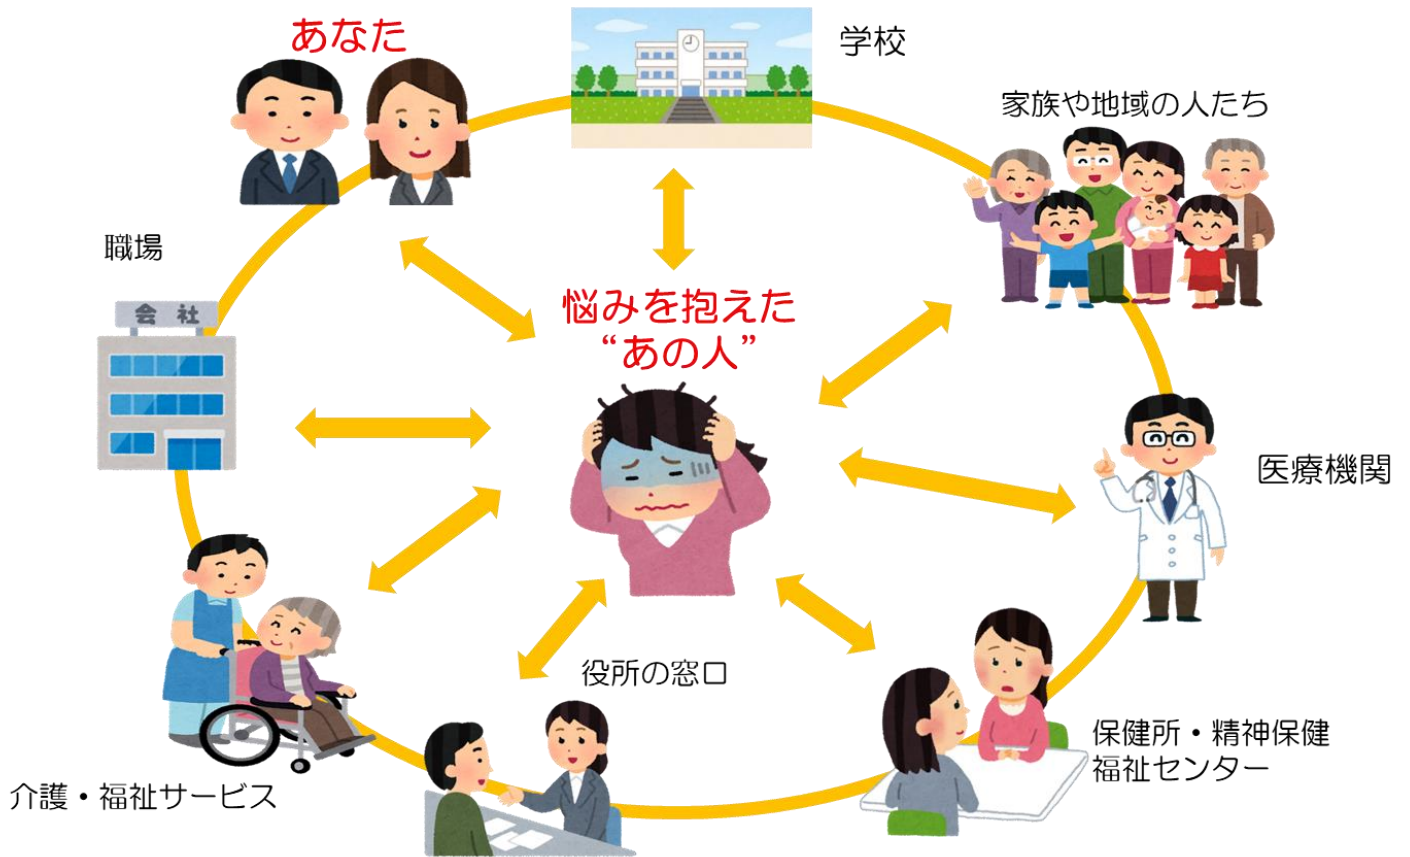 あなた
学校
家族や地域の人たち
職場
会社
悩みを抱えた
“あの人”
医療機関
役所の窓口
保健所・精神保健
福祉センター
介護・福祉サービス